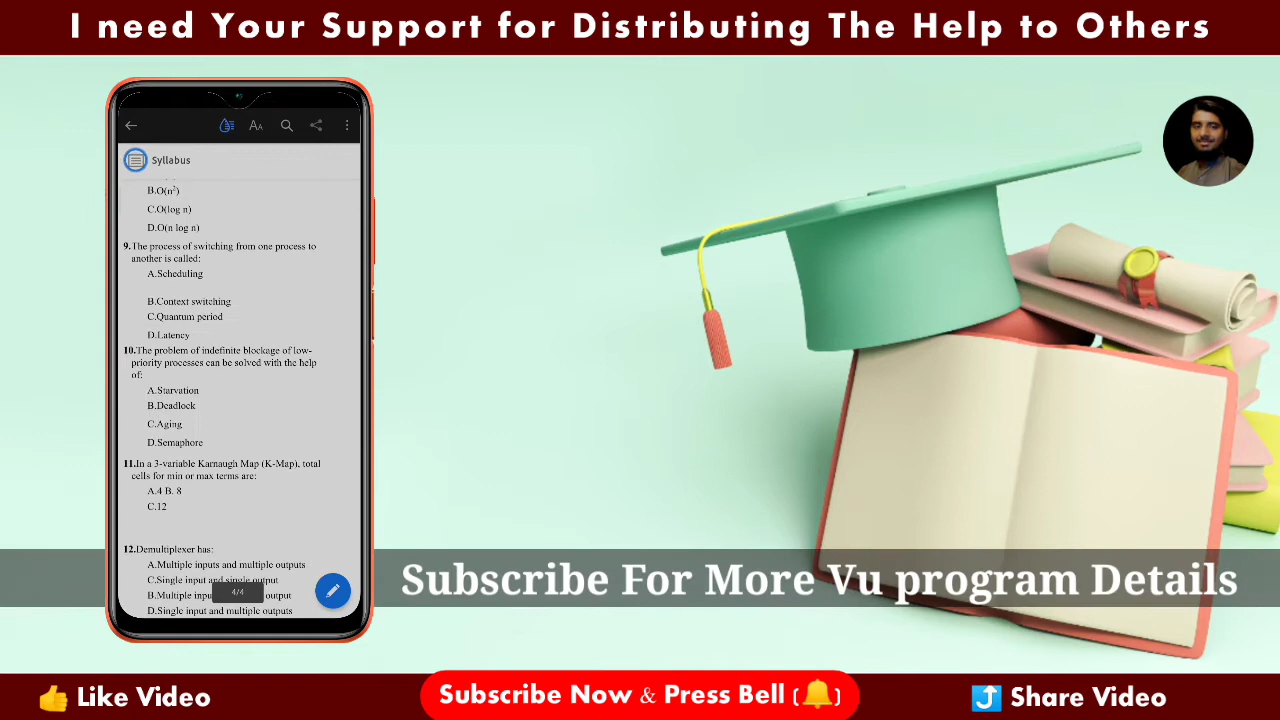 I need Your Support for Distributing The Help to Others
Syllabus
B.O(n²)
C.O(log n)
D.O(n log n)
9.The process of switching from one process to
another is called:
A.Scheduling
B.Context switching
C.Quantum period
D.Latency
10.The problem of indefinite blockage of low-
priority processes can be solved with the help
of:
A.Starvation
B.Deadlock
C.Aging
D.Semaphore
11.In a 3-variable Karnaugh Map (K-Map), total
cells for min or max terms are:
A.4 B. 8
C.12
12.Demultiplexer has:
A.Multiple inputs and multiple outputs
C.Single input and single output
B.Multiple output
4/4
D.Single input and multiple outputs
Subscribe For More Vu program Details
👍 Like Video
Subscribe Now & Press Bell (🔔)
⤴️ Share Video